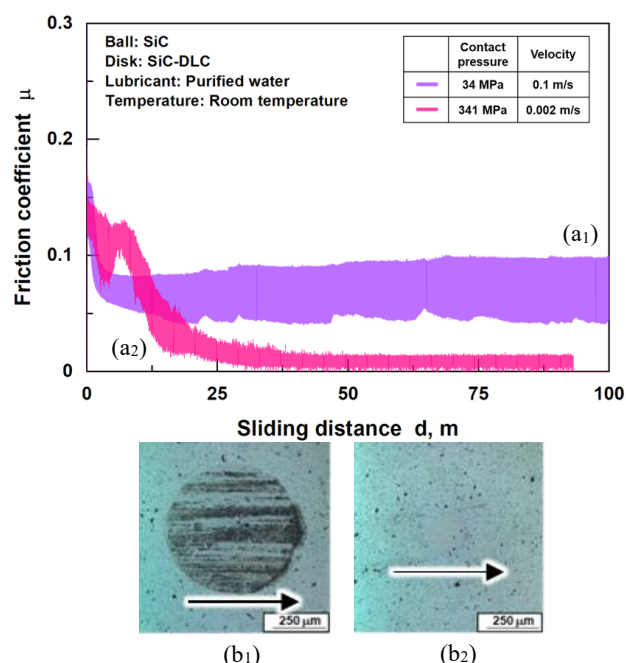 0.3
0.2
0.1
0
Friction coefficient μ
Ball: SiC
Disk: SiC-DLC
Lubricant: Purified water
Temperature: Room temperature
Contact pressure Velocity
34 MPa 0.1 m/s
341 MPa 0.002 m/s
(a₁)
(a₂)
0 25 50 75 100
Sliding distance d, m
250 μm
250 μm
(b₁) (b₂)